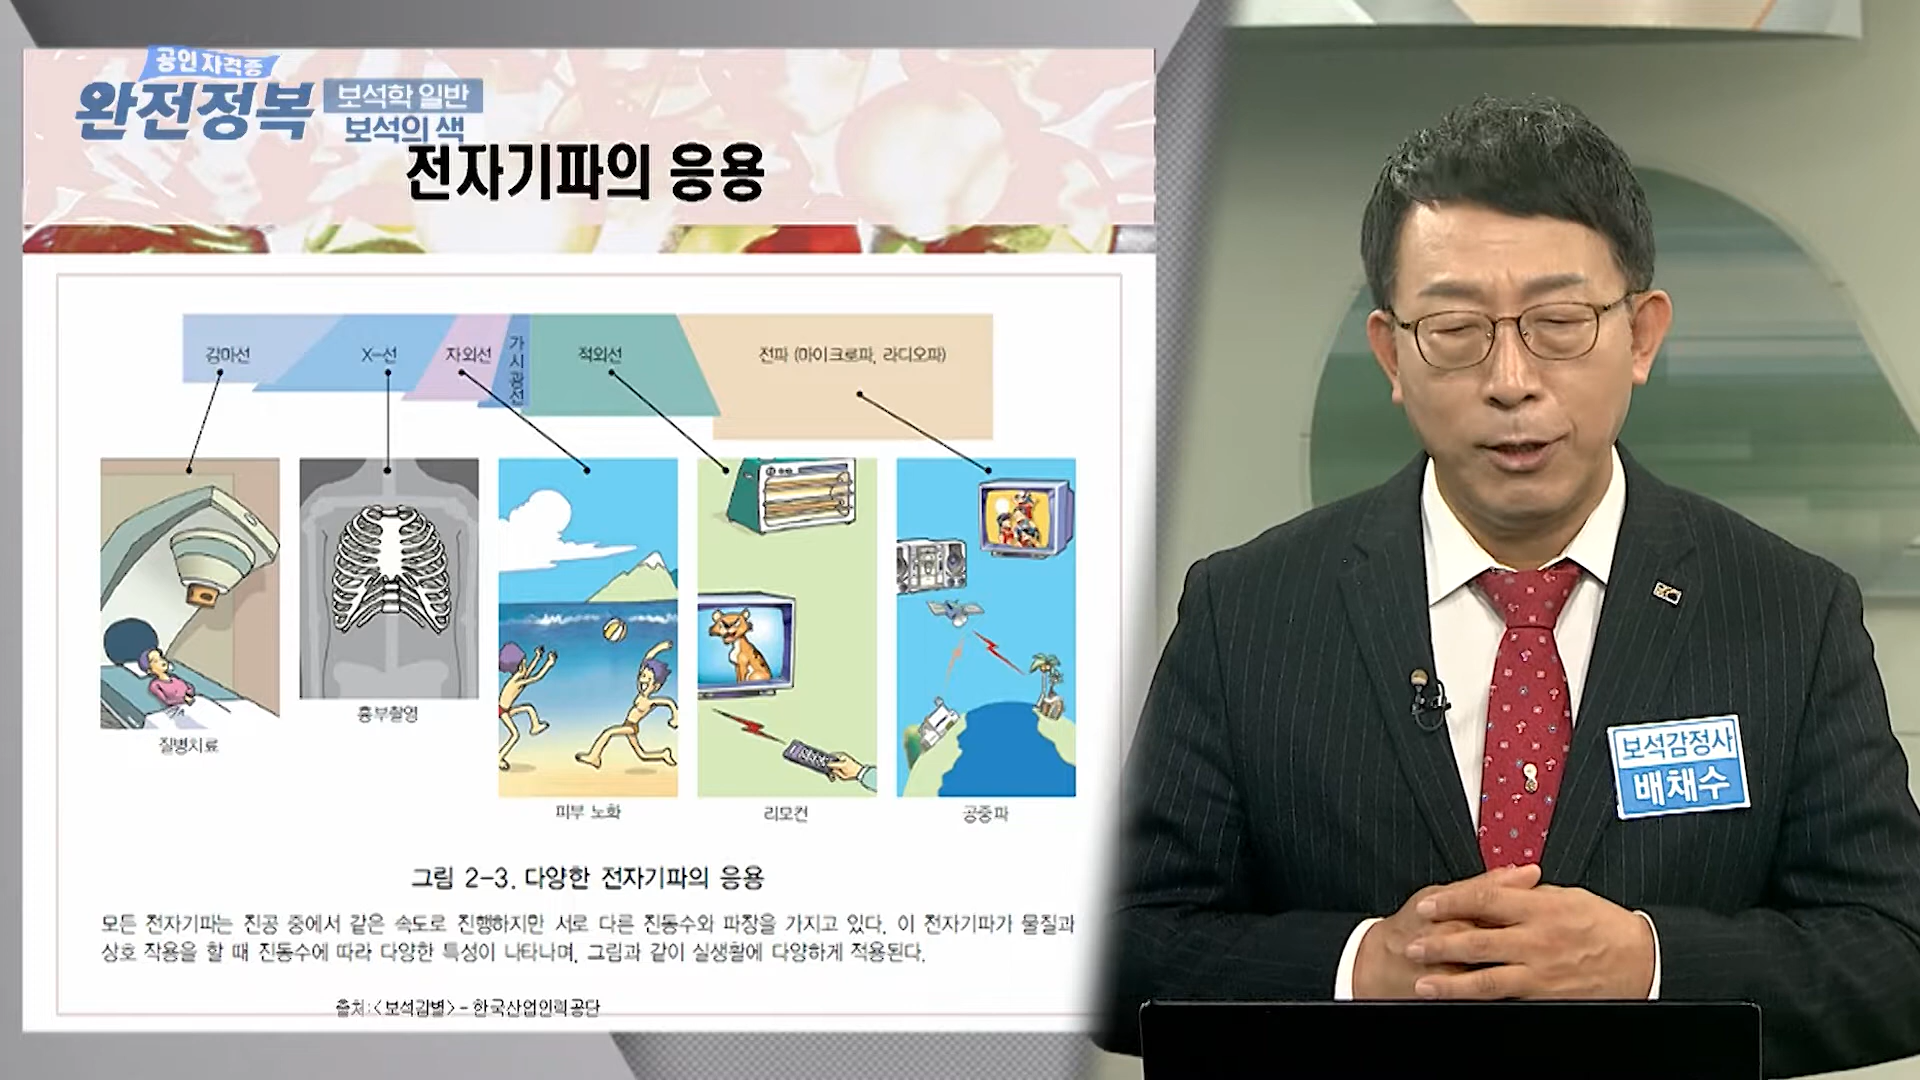 공인 자격증
완전정복
보석학 일반
보석의 색
전자기파의 응용
감마선
X-선
자외선
가시광선
적외선
전파 (마이크로파, 라디오파)
질병치료
흉부촬영
피부 노화
리모컨
공중파
그림 2-3. 다양한 전자기파의 응용
모든 전자기파는 진공 중에서 같은 속도로 진행하지만 서로 다른 진동수와 파장을 가지고 있다. 이 전자기파가 물질과
상호 작용을 할 때 진동수에 따라 다양한 특성이 나타나며, 그림과 같이 실생활에 다양하게 적용된다.
출처:<보석감별> - 한국산업인력공단
보석감정사
배채수